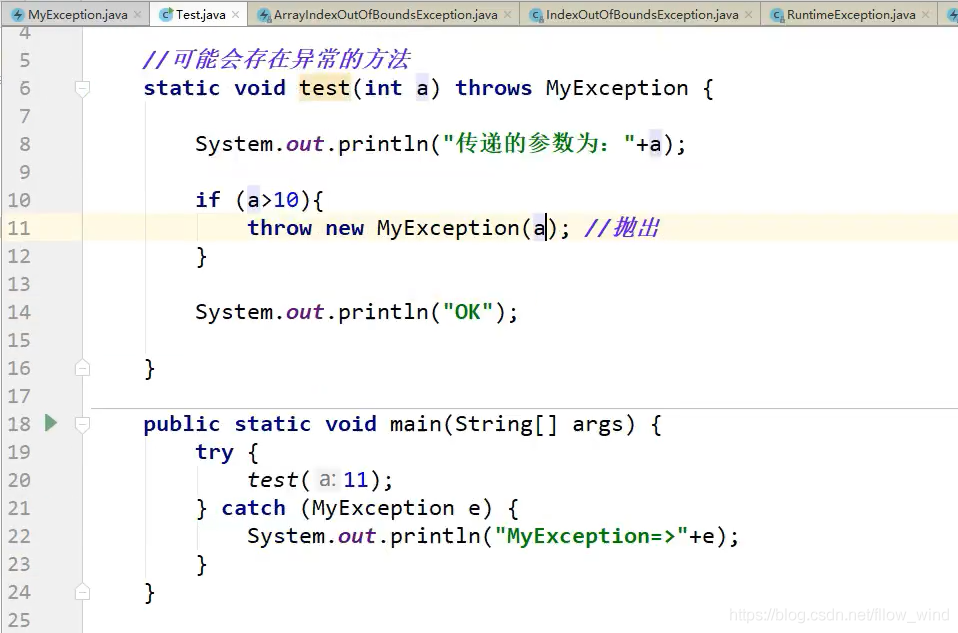 MyException.java × Test.java × ArrayIndexOutOfBoundsException.java × IndexOutOfBoundsException.java × RuntimeException.java ×
4
5 //可能会存在异常的方法
6 static void test(int a) throws MyException {
7
8 System.out.println("传递的参数为："+a);
9
10 if (a>10){
11 throw new MyException(a); //抛出
12 }
13
14 System.out.println("OK");
15
16 }
17
18 public static void main(String[] args) {
19 try {
20 test( a: 11);
21 } catch (MyException e) {
22 System.out.println("MyException=>"+e);
23 }
24 }
25
https://blog.csdn.net/fllow_wind